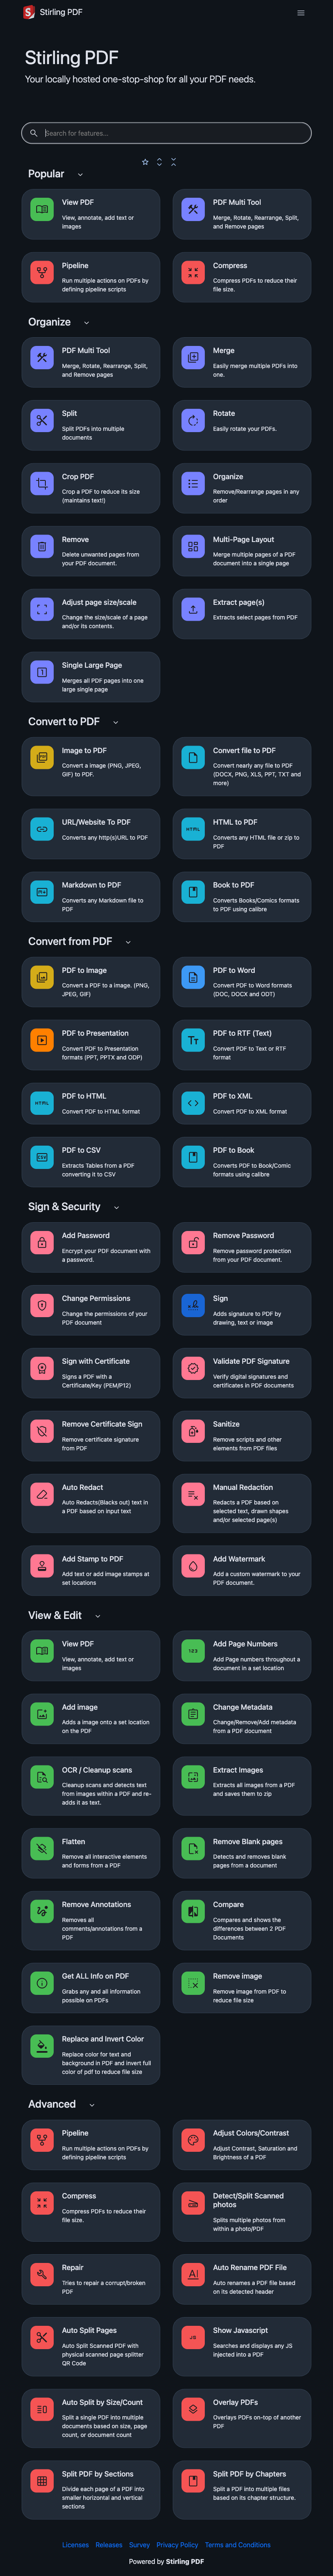 Stirling PDF
Stirling PDF
Your locally hosted one-stop-shop for all your PDF needs.
Search for features...
Popular
View PDF
View, annotate, add text or
images
PDF Multi Tool
Merge, Rotate, Rearrange, Split,
and Remove pages
Pipeline
Run multiple actions on PDFs by
defining pipeline scripts
Compress
Compress PDFs to reduce their
file size.
Organize
PDF Multi Tool
Merge, Rotate, Rearrange, Split,
and Remove pages
Merge
Easily merge multiple PDFs into
one.
Split
Split PDFs into multiple
documents
Rotate
Easily rotate your PDFs.
Crop PDF
Crop a PDF to reduce its size
(maintains text!)
Organize
Remove/Rearrange pages in any
order
Remove
Delete unwanted pages from
your PDF document.
Multi-Page Layout
Merge multiple pages of a PDF
document into a single page
Adjust page size/scale
Change the size/scale of a page
and/or its contents.
Extract page(s)
Extracts select pages from PDF
Single Large Page
Merges all PDF pages into one
large single page
Convert to PDF
Image to PDF
Convert a image (PNG, JPEG,
GIF) to PDF.
Convert file to PDF
Convert nearly any file to PDF
(DOCX, PNG, XLS, PPT, TXT and
more)
URL/Website To PDF
Converts any http(s)URL to PDF
HTML
HTML to PDF
Converts any HTML file or zip to
PDF
Markdown to PDF
Converts any Markdown file to
PDF
Book to PDF
Converts Books/Comics formats
to PDF using calibre
Convert from PDF
PDF to Image
Convert a PDF to a image. (PNG,
JPEG, GIF)
PDF to Word
Convert PDF to Word formats
(DOC, DOCX and ODT)
PDF to Presentation
Convert PDF to Presentation
formats (PPT, PPTX and ODP)
Tт
PDF to RTF (Text)
Convert PDF to Text or RTF
format
HTML
PDF to HTML
Convert PDF to HTML format
PDF to XML
Convert PDF to XML format
CSV
PDF to CSV
Extracts Tables from a PDF
converting it to CSV
PDF to Book
Converts PDF to Book/Comic
formats using calibre
Sign & Security
Add Password
Encrypt your PDF document with
a password.
Remove Password
Remove password protection
from your PDF document.
Change Permissions
Change the permissions of your
PDF document
Sign
Adds signature to PDF by
drawing, text or image
Sign with Certificate
Signs a PDF with a
Certificate/Key (PEM/P12)
Validate PDF Signature
Verify digital signatures and
certificates in PDF documents
Remove Certificate Sign
Remove certificate signature
from PDF
Sanitize
Remove scripts and other
elements from PDF files
Auto Redact
Auto Redacts(Blacks out) text in
a PDF based on input text
Manual Redaction
Redacts a PDF based on
selected text, drawn shapes
and/or selected page(s)
Add Stamp to PDF
Add text or add image stamps at
set locations
Add Watermark
Add a custom watermark to your
PDF document.
View & Edit
View PDF
View, annotate, add text or
images
123
Add Page Numbers
Add Page numbers throughout a
document in a set location
Add image
Adds a image onto a set location
on the PDF
Change Metadata
Change/Remove/Add metadata
from a PDF document
OCR / Cleanup scans
Cleanup scans and detects text
from images within a PDF and re-
adds it as text.
Extract Images
Extracts all images from a PDF
and saves them to zip
Flatten
Remove all interactive elements
and forms from a PDF
Remove Blank pages
Detects and removes blank
pages from a document
Remove Annotations
Removes all
comments/annotations from a
PDF
Compare
Compares and shows the
differences between 2 PDF
Documents
Get ALL Info on PDF
Grabs any and all information
possible on PDFs
Remove image
Remove image from PDF to
reduce file size
Replace and Invert Color
Replace color for text and
background in PDF and invert full
color of pdf to reduce file size
Advanced
Pipeline
Run multiple actions on PDFs by
defining pipeline scripts
Adjust Colors/Contrast
Adjust Contrast, Saturation and
Brightness of a PDF
Compress
Compress PDFs to reduce their
file size.
Detect/Split Scanned
photos
Splits multiple photos from
within a photo/PDF
Repair
Tries to repair a corrupt/broken
PDF
Auto Rename PDF File
Auto renames a PDF file based
on its detected header
Auto Split Pages
Auto Split Scanned PDF with
physical scanned page splitter
QR Code
JS
Show Javascript
Searches and displays any JS
injected into a PDF
Auto Split by Size/Count
Split a single PDF into multiple
documents based on size, page
count, or document count
Overlay PDFs
Overlays PDFs on-top of another
PDF
Split PDF by Sections
Divide each page of a PDF into
smaller horizontal and vertical
sections
Split PDF by Chapters
Split a PDF into multiple files
based on its chapter structure.
Licenses Releases Survey Privacy Policy Terms and Conditions
Powered by Stirling PDF